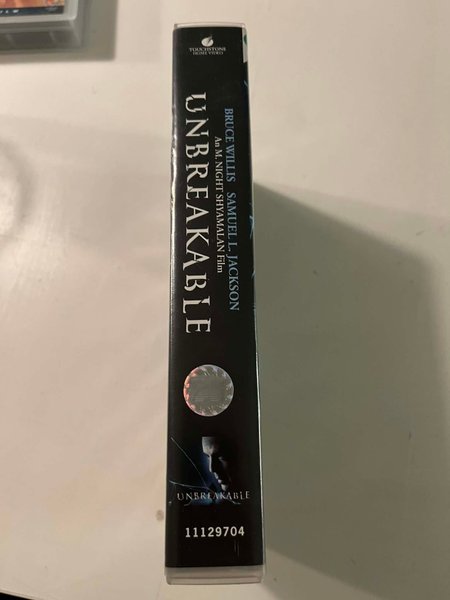 TOUCHSTONE
HOME VIDEO
BRUCE WILLIS SAMUEL L. JACKSON
An M. NIGHT SHYAMALAN Film
UNBREAKABLE
UNBREAKABLE
11129704